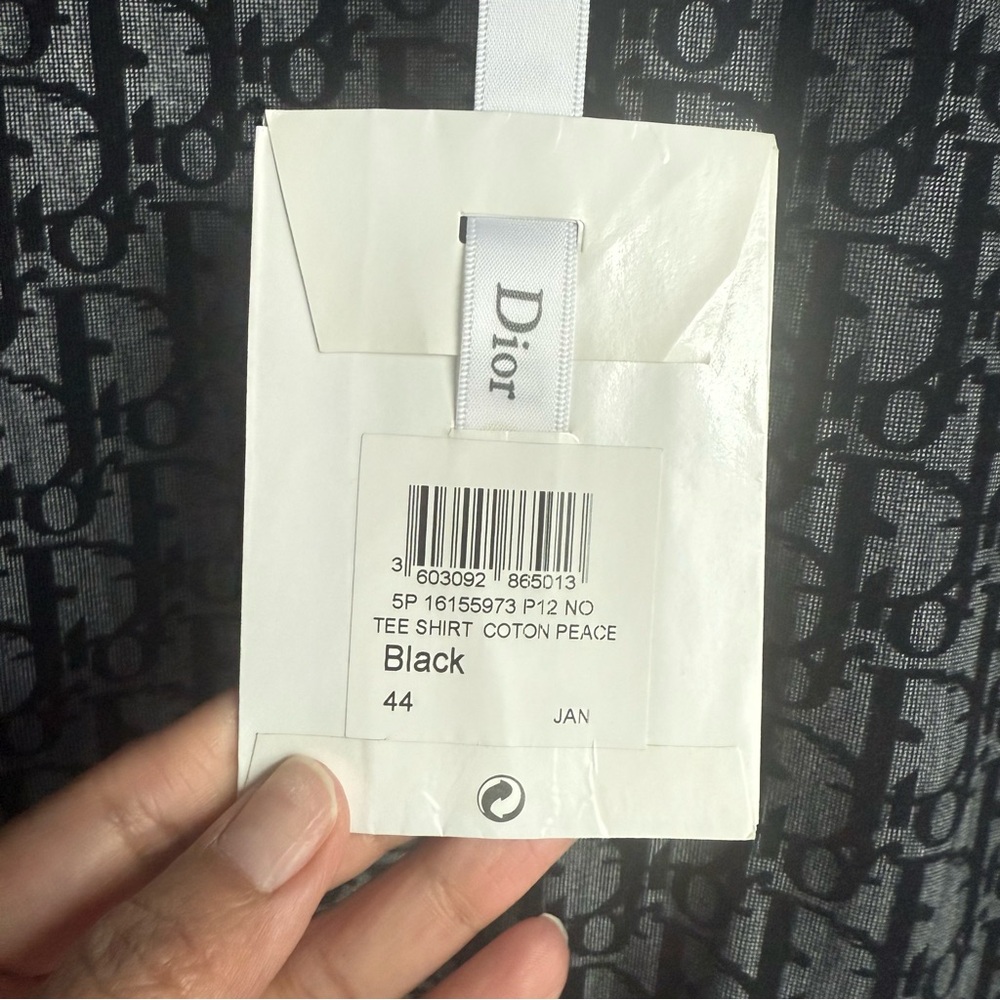 Dior
3 603092 865013
5P 16155973 P12 NO
TEE SHIRT COTON PEACE
Black
44
JAN